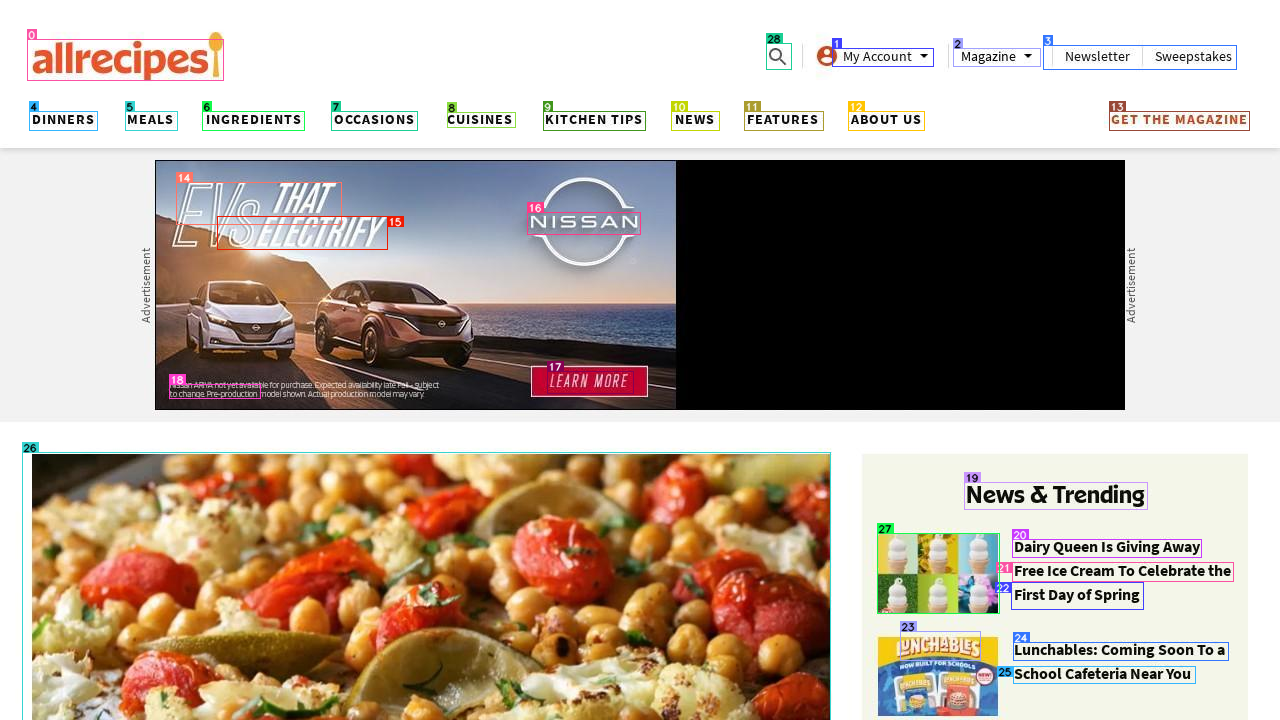 0
allrecipes
28
1
My Account
2
Magazine
3
Newsletter
Sweepstakes
4
DINNERS
5
MEALS
6
INGREDIENTS
7
OCCASIONS
8
CUISINES
9
KITCHEN TIPS
10
NEWS
11
FEATURES
12
ABOUT US
13
GET THE MAGAZINE
Advertisement
14
EVs THAT
15
ELECTRIFY
16
NISSAN
17
LEARN MORE
18
Nissan ARIYA not yet available for purchase. Expected availability late Fall - subject
to change. Pre-production model shown. Actual production model may vary.
Advertisement
26
19
News & Trending
27
20
Dairy Queen Is Giving Away
21
Free Ice Cream To Celebrate the
22
First Day of Spring
23
LUNCHABLES
NOW BUILT FOR SCHOOLS
NEW!
24
Lunchables: Coming Soon To a
25
School Cafeteria Near You